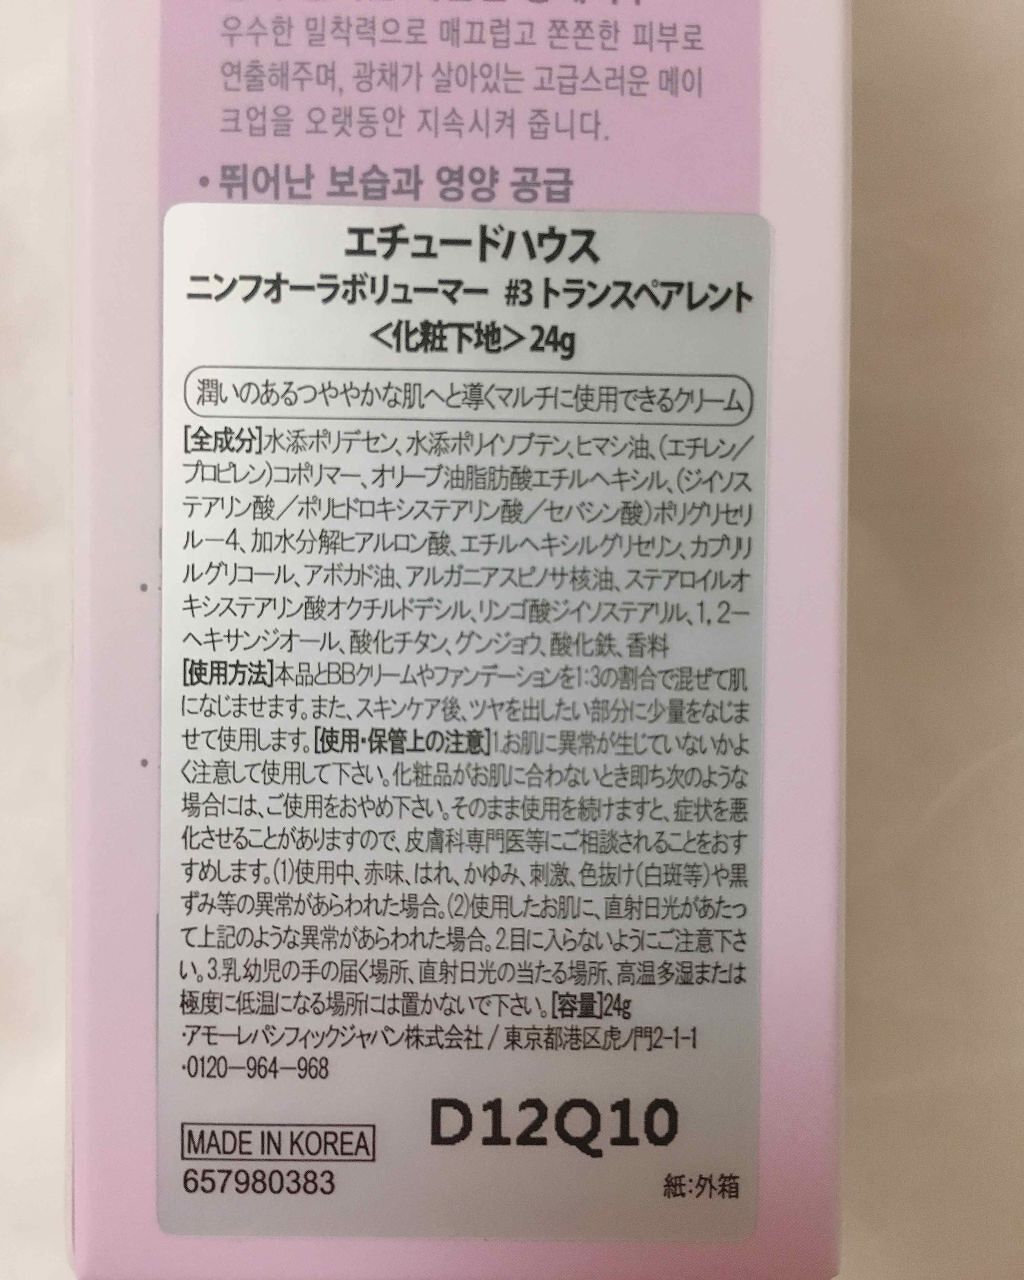 우수한 밀착력으로 매끄럽고 쫀쫀한 피부로
연출해주며, 광채가 살아있는 고급스러운 메이
크업을 오랫동안 지속시켜 줍니다.
• 뛰어난 보습과 영양 공급
エチュードハウス
ニンフオーラボリューマー #3 トランスペアレント
＜化粧下地＞24g
潤いのあるつややかな肌へと導くマルチに使用できるクリーム
[全成分]水添ポリデセン、水添ポリイソブテン、ヒマシ油、(エチレン／
プロピレン)コポリマー、オリーブ油脂肪酸エチルヘキシル、(ジイソス
テアリン酸／ポリヒドロキシステアリン酸／セバシン酸)ポリグリセリ
ルー4、加水分解ヒアルロン酸、エチルヘキシルグリセリン、カプリリ
ルグリコール、アボカド油、アルガニアスピノサ核油、ステアロイルオ
キシステアリン酸オクチルドデシル、リンゴ酸ジイソステアリル、1, 2ー
ヘキサンジオール、酸化チタン、グンジョウ、酸化鉄、香料
[使用方法]本品とBBクリームやファンデーションを1:3の割合で混ぜて肌
になじませます。また、スキンケア後、ツヤを出したい部分に少量をなじま
せて使用します。[使用・保管上の注意]1.お肌に異常が生じていないかよ
く注意して使用して下さい。化粧品がお肌に合わないとき即ち次のような
場合には、ご使用をおやめ下さい。そのまま使用を続けますと、症状を悪
化させることがありますので、皮膚科専門医等にご相談されることをおす
すめします。(1)使用中、赤味、はれ、かゆみ、刺激、色抜け(白斑等)や黒
ずみ等の異常があらわれた場合。(2)使用したお肌に、直射日光があたっ
て上記のような異常があらわれた場合。2.目に入らないようにご注意下さ
い。3.乳幼児の手の届く場所、直射日光の当たる場所、高温多湿または
極度に低温になる場所には置かないで下さい。[容量]24g
・アモーレパシフィックジャパン株式会社 / 東京都港区虎ノ門2-1-1
・0120ー964ー968
D12Q10
MADE IN KOREA
657980383
紙:外箱